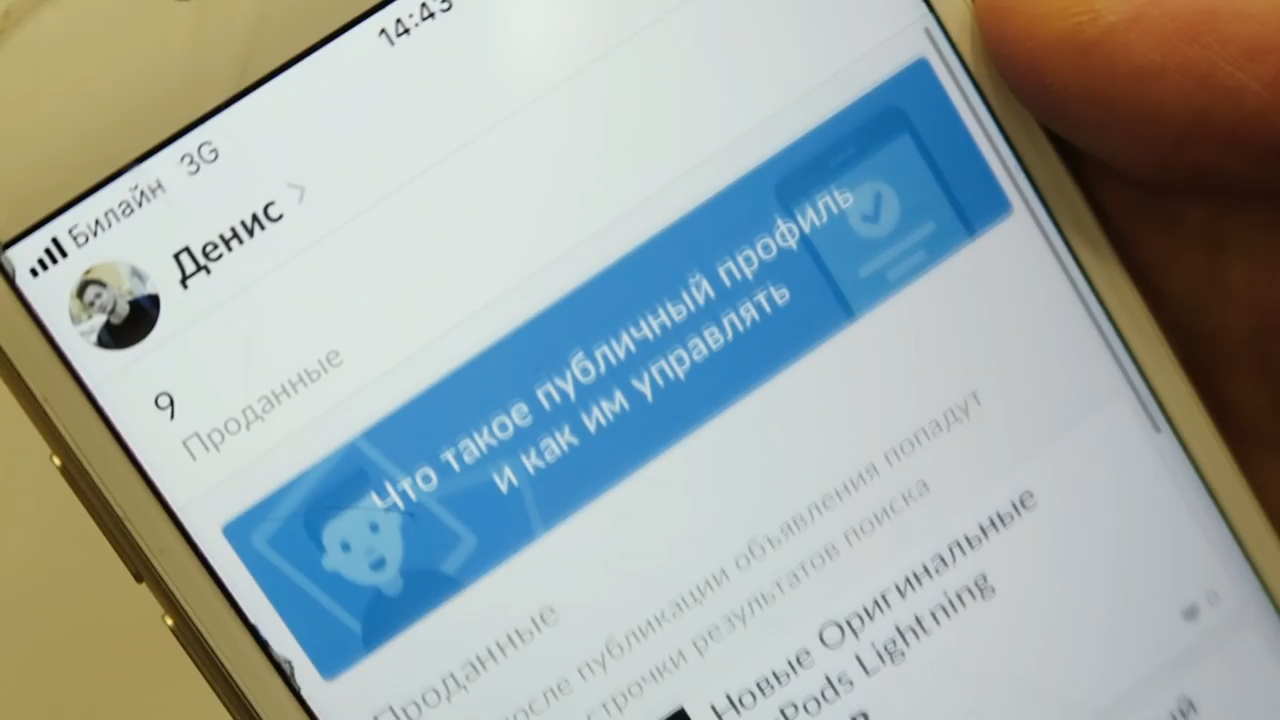 14:43
Билайн 3G
Денис
9
Проданные
Что такое публичный профиль
и как им управлять
Проданные
После публикации объявления попадут
строчки результатов поиска
Новые Оригинальные
Pods Lightning
0